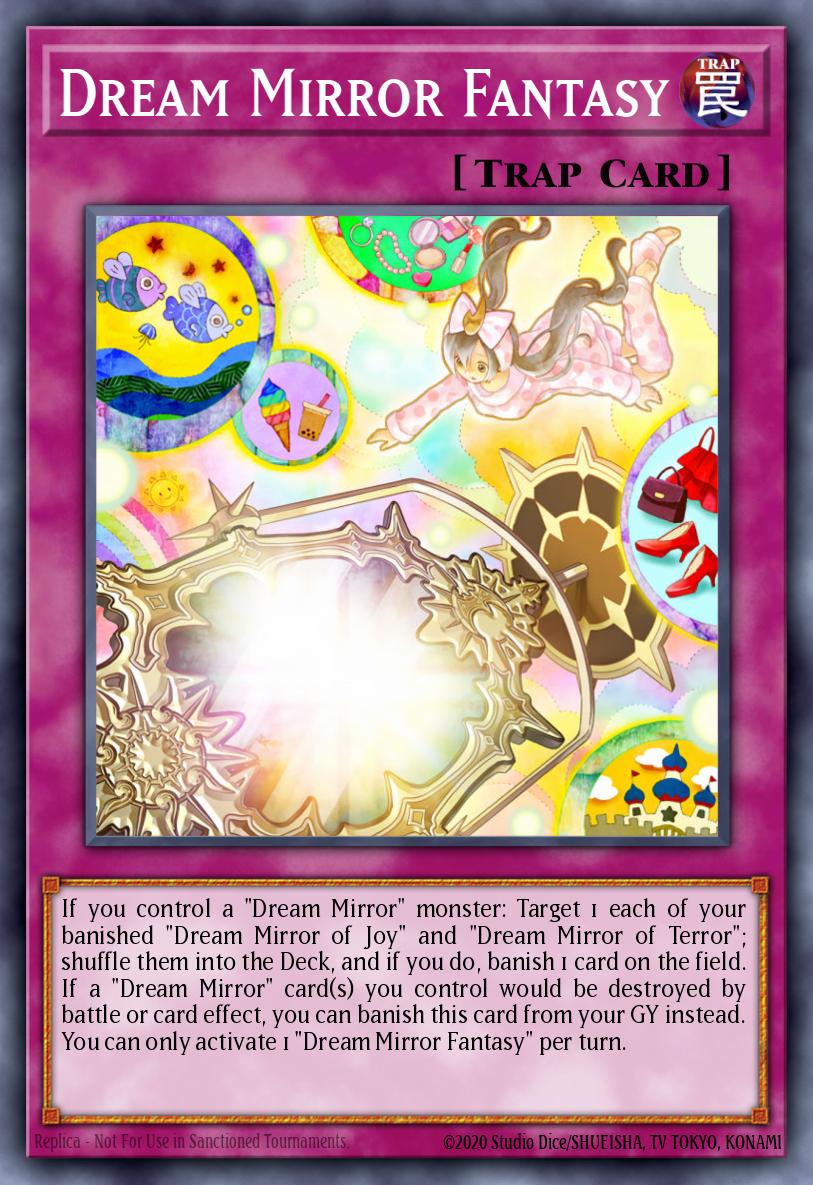 Dream Mirror Fantasy
TRAP
罠
[Trap Card]
If you control a "Dream Mirror" monster: Target 1 each of your
banished "Dream Mirror of Joy" and "Dream Mirror of Terror";
shuffle them into the Deck, and if you do, banish 1 card on the field.
If a "Dream Mirror" card(s) you control would be destroyed by
battle or card effect, you can banish this card from your GY instead.
You can only activate 1 "Dream Mirror Fantasy" per turn.
Replica - Not For Use in Sanctioned Tournaments.
©2020 Studio Dice/SHUEISHA, TV TOKYO, KONAMI